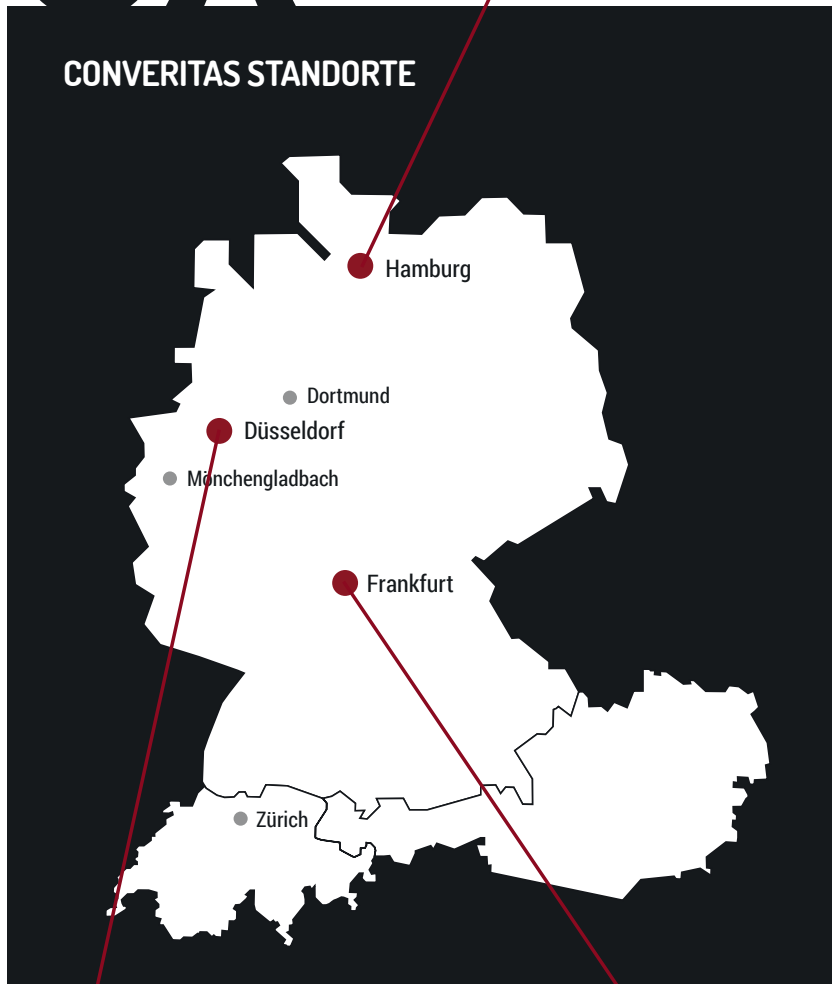 CONVERITAS STANDORTE
Hamburg
Dortmund
Düsseldorf
Mönchengladbach
Frankfurt
Zürich